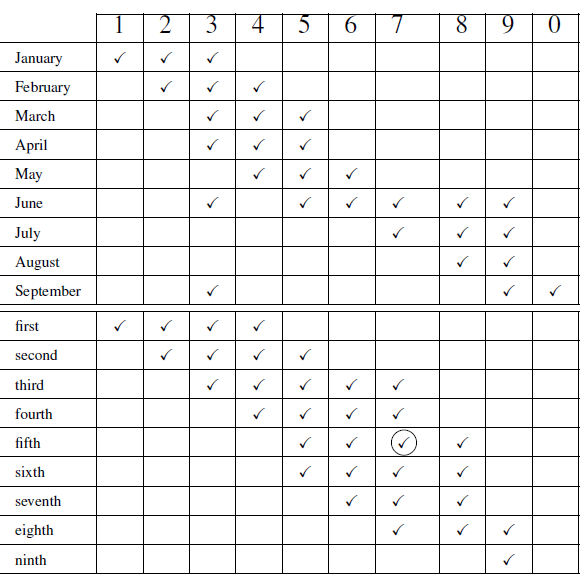 1 2 3 4 5 6 7 8 9 0
January ✓ ✓ ✓
February ✓ ✓ ✓
March ✓ ✓ ✓
April ✓ ✓ ✓
May ✓ ✓ ✓
June ✓ ✓ ✓ ✓ ✓ ✓
July ✓ ✓ ✓
August ✓ ✓
September ✓ ✓ ✓
first ✓ ✓ ✓ ✓
second ✓ ✓ ✓ ✓
third ✓ ✓ ✓ ✓ ✓
fourth ✓ ✓ ✓ ✓
fifth ✓ ✓ ✓ ✓
sixth ✓ ✓ ✓ ✓
seventh ✓ ✓ ✓
eighth ✓ ✓ ✓
ninth ✓